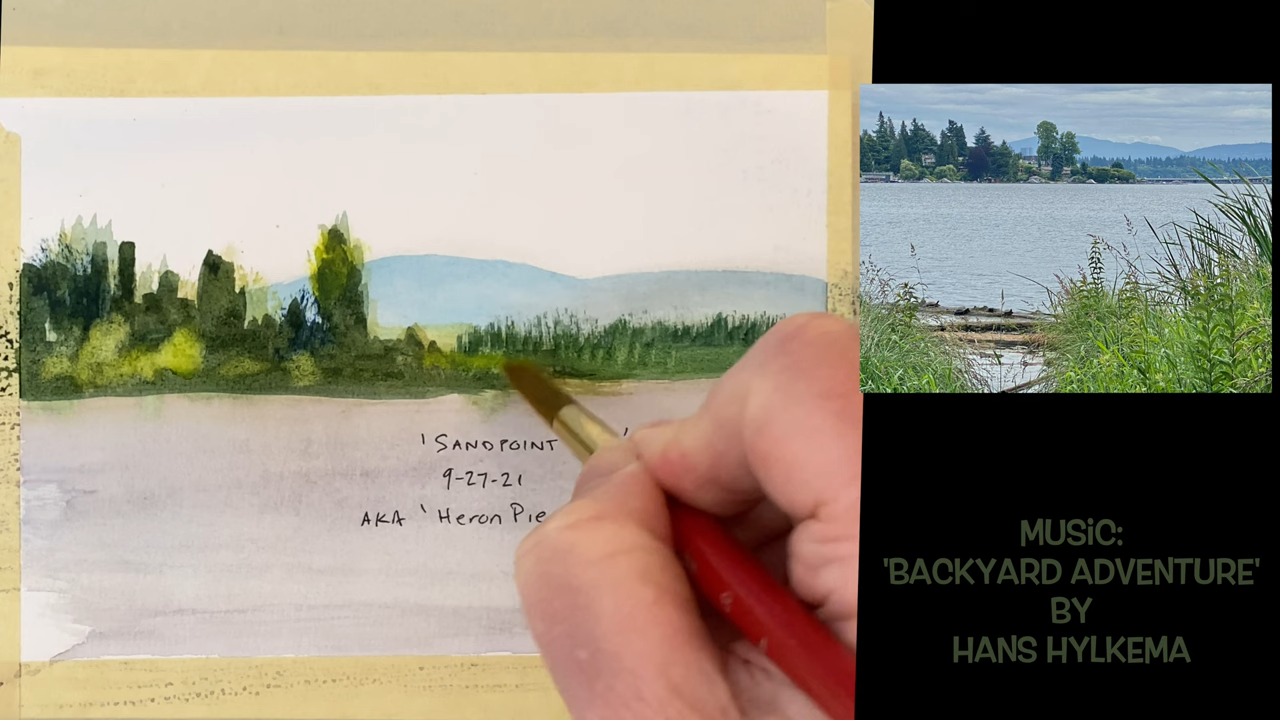 'SANDPOINT '
9-27-21
AKA 'Heron Pie
MUSIC:
'BACKYARD ADVENTURE'
BY
HANS HYLKEMA